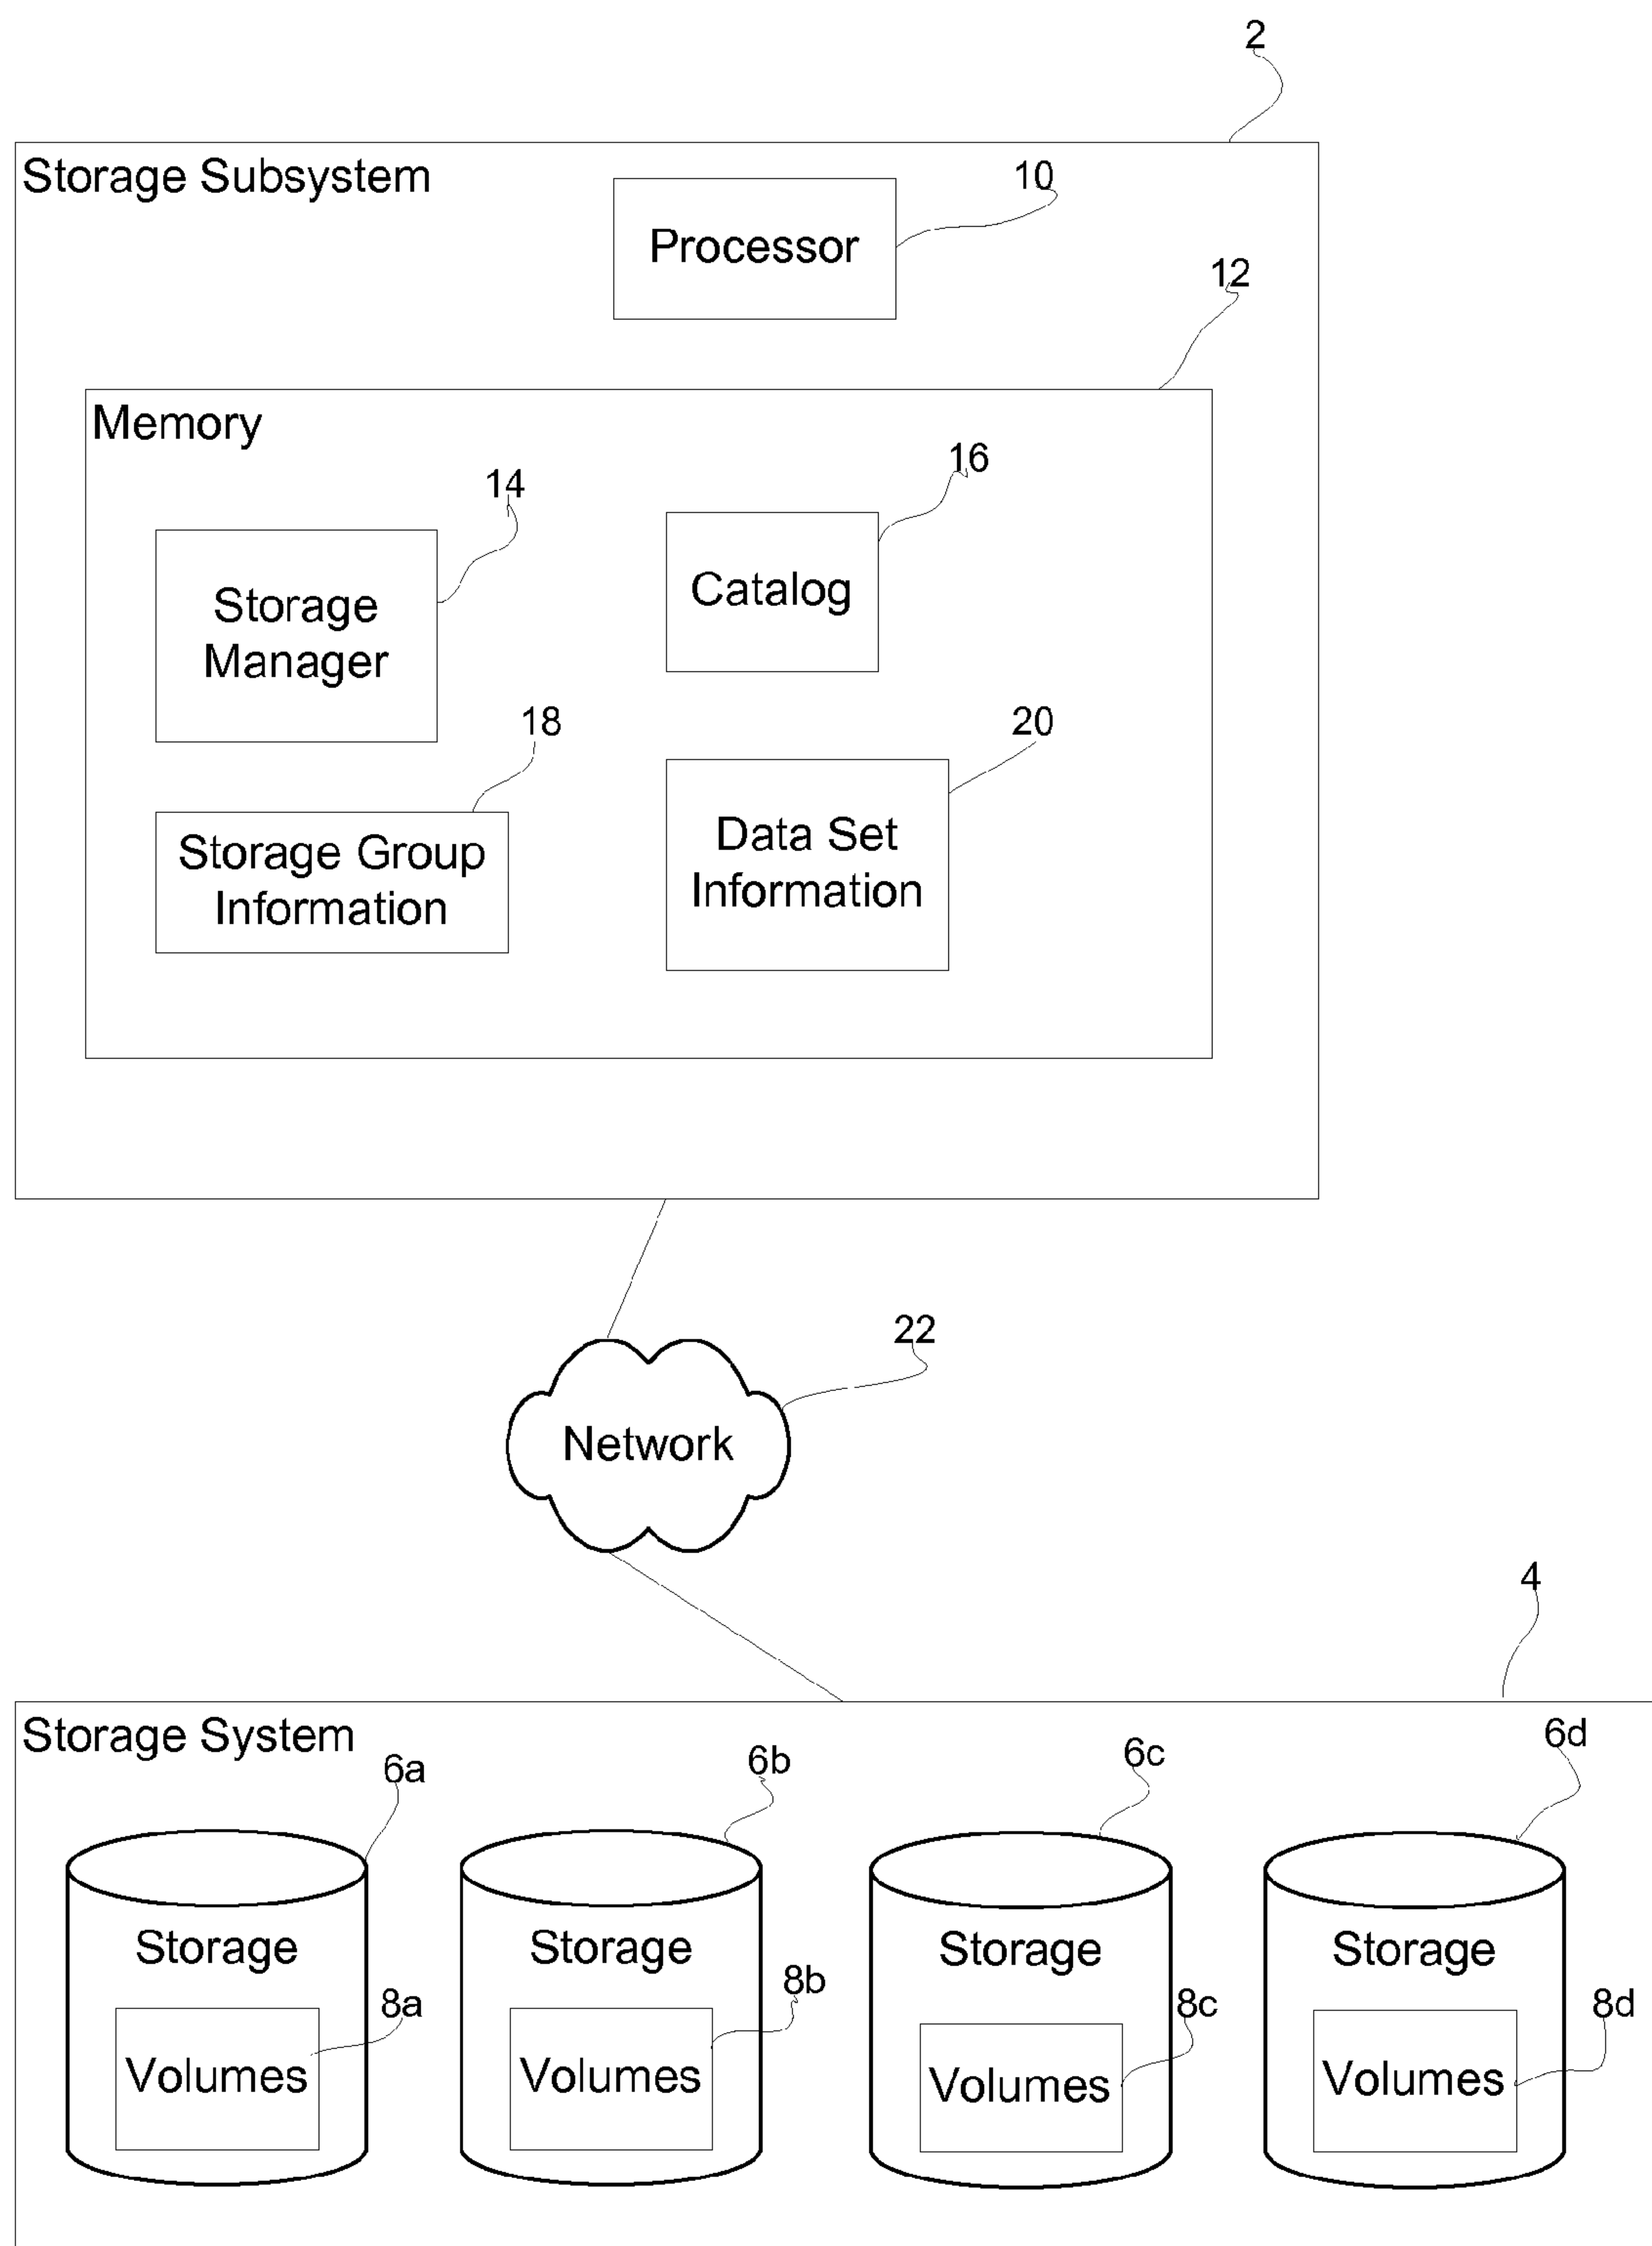 2
Storage Subsystem
10
Processor
12
Memory
14
16
Storage
Manager
Catalog
18
20
Storage Group
Information
Data Set
Information
22
Network
4
Storage System
6a
6b
6c
6d
Storage
Storage
Storage
Storage
8a
8b
8c
8d
Volumes
Volumes
Volumes
Volumes